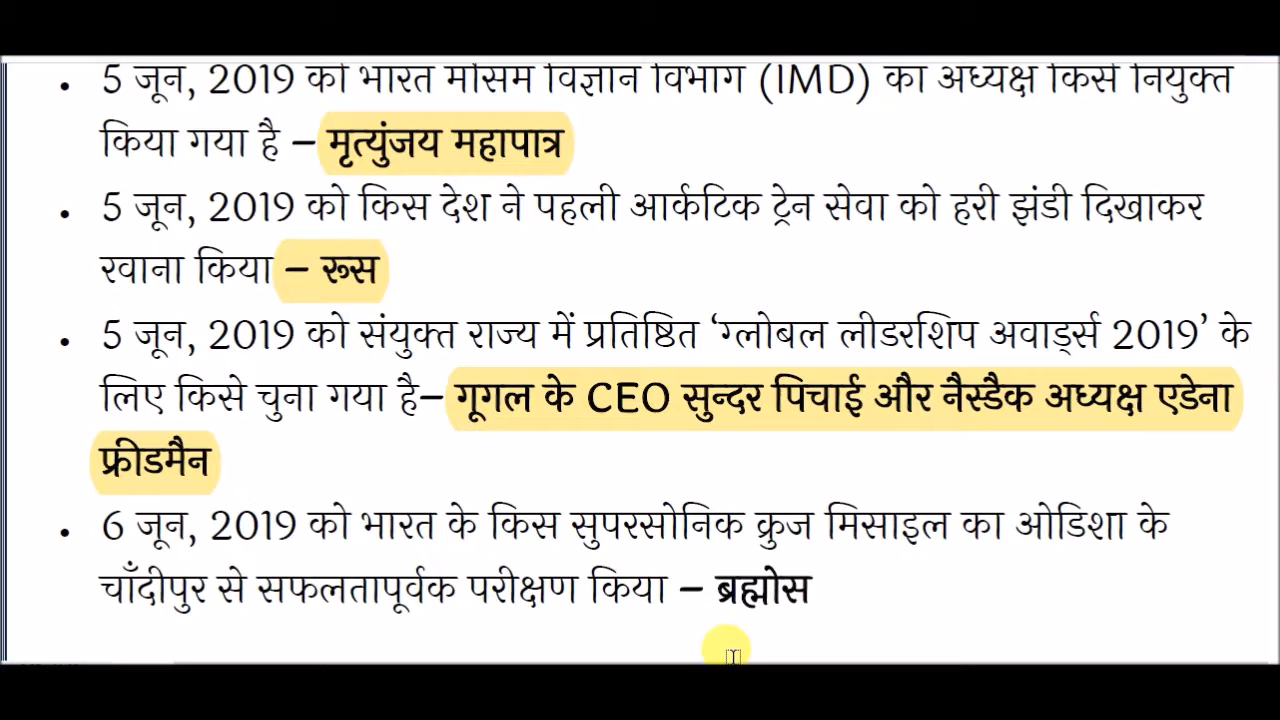 • 5 जून, 2019 को भारत मौसम विज्ञान विभाग (IMD) का अध्यक्ष किसे नियुक्त
किया गया है – मृत्युंजय महापात्र
• 5 जून, 2019 को किस देश ने पहली आर्कटिक ट्रेन सेवा को हरी झंडी दिखाकर
रवाना किया – रूस
• 5 जून, 2019 को संयुक्त राज्य में प्रतिष्ठित ‘ग्लोबल लीडरशिप अवार्ड्स 2019’ के
लिए किसे चुना गया है– गूगल के CEO सुन्दर पिचाई और नैस्डैक अध्यक्ष एडेना
फ्रीडमैन
• 6 जून, 2019 को भारत के किस सुपरसोनिक क्रुज मिसाइल का ओडिशा के
चाँदीपुर से सफलतापूर्वक परीक्षण किया – ब्रह्मोस